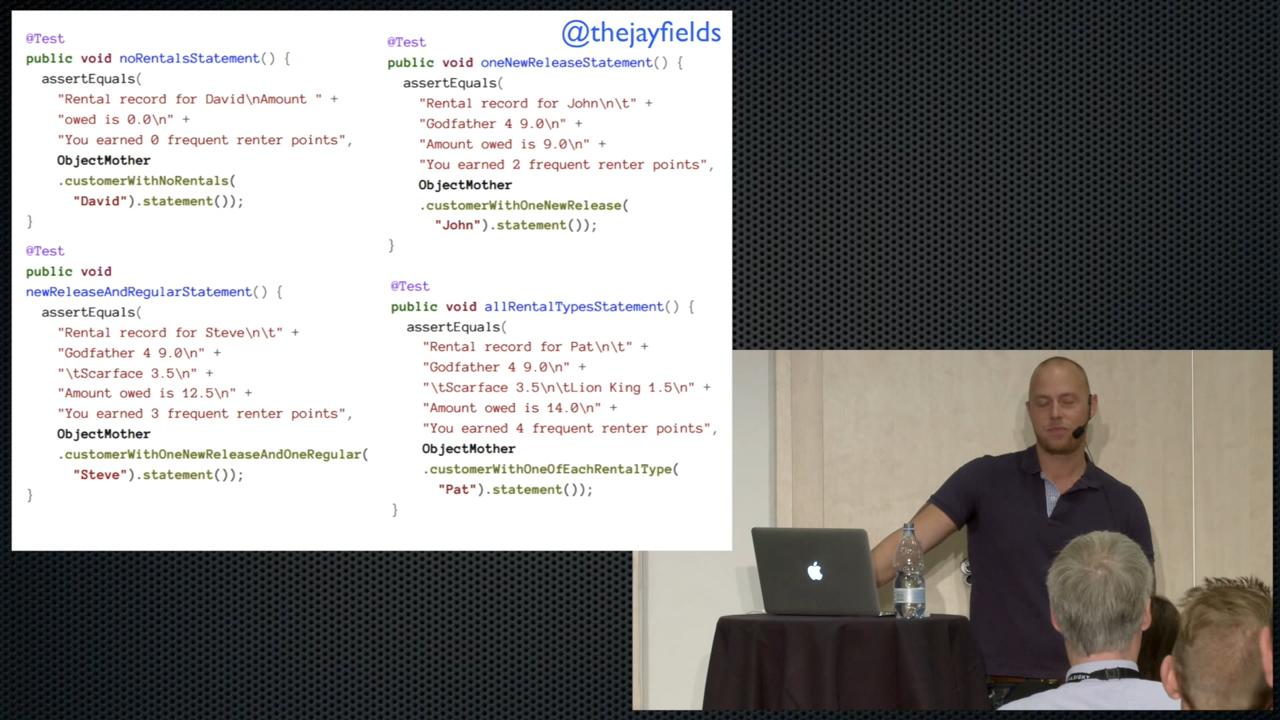 @thejayfields
@Test
public void noRentalsStatement() {
assertEquals(
"Rental record for David\nAmount " +
"owed is 0.0\n" +
"You earned 0 frequent renter points",
ObjectMother
.customerWithNoRentals(
"David").statement());
}
@Test
public void
newReleaseAndRegularStatement() {
assertEquals(
"Rental record for Steve\n\t" +
"Godfather 4 9.0\n" +
"\tScarface 3.5\n" +
"Amount owed is 12.5\n" +
"You earned 3 frequent renter points",
ObjectMother
.customerWithOneNewReleaseAndOneRegular(
"Steve").statement());
}
@Test
public void oneNewReleaseStatement() {
assertEquals(
"Rental record for John\n\t" +
"Godfather 4 9.0\n" +
"Amount owed is 9.0\n" +
"You earned 2 frequent renter points",
ObjectMother
.customerWithOneNewRelease(
"John").statement());
}
@Test
public void allRentalTypesStatement() {
assertEquals(
"Rental record for Pat\n\t" +
"Godfather 4 9.0\n" +
"\tScarface 3.5\n\tLion King 1.5\n" +
"Amount owed is 14.0\n" +
"You earned 4 frequent renter points",
ObjectMother
.customerWithOneOfEachRentalType(
"Pat").statement());
}